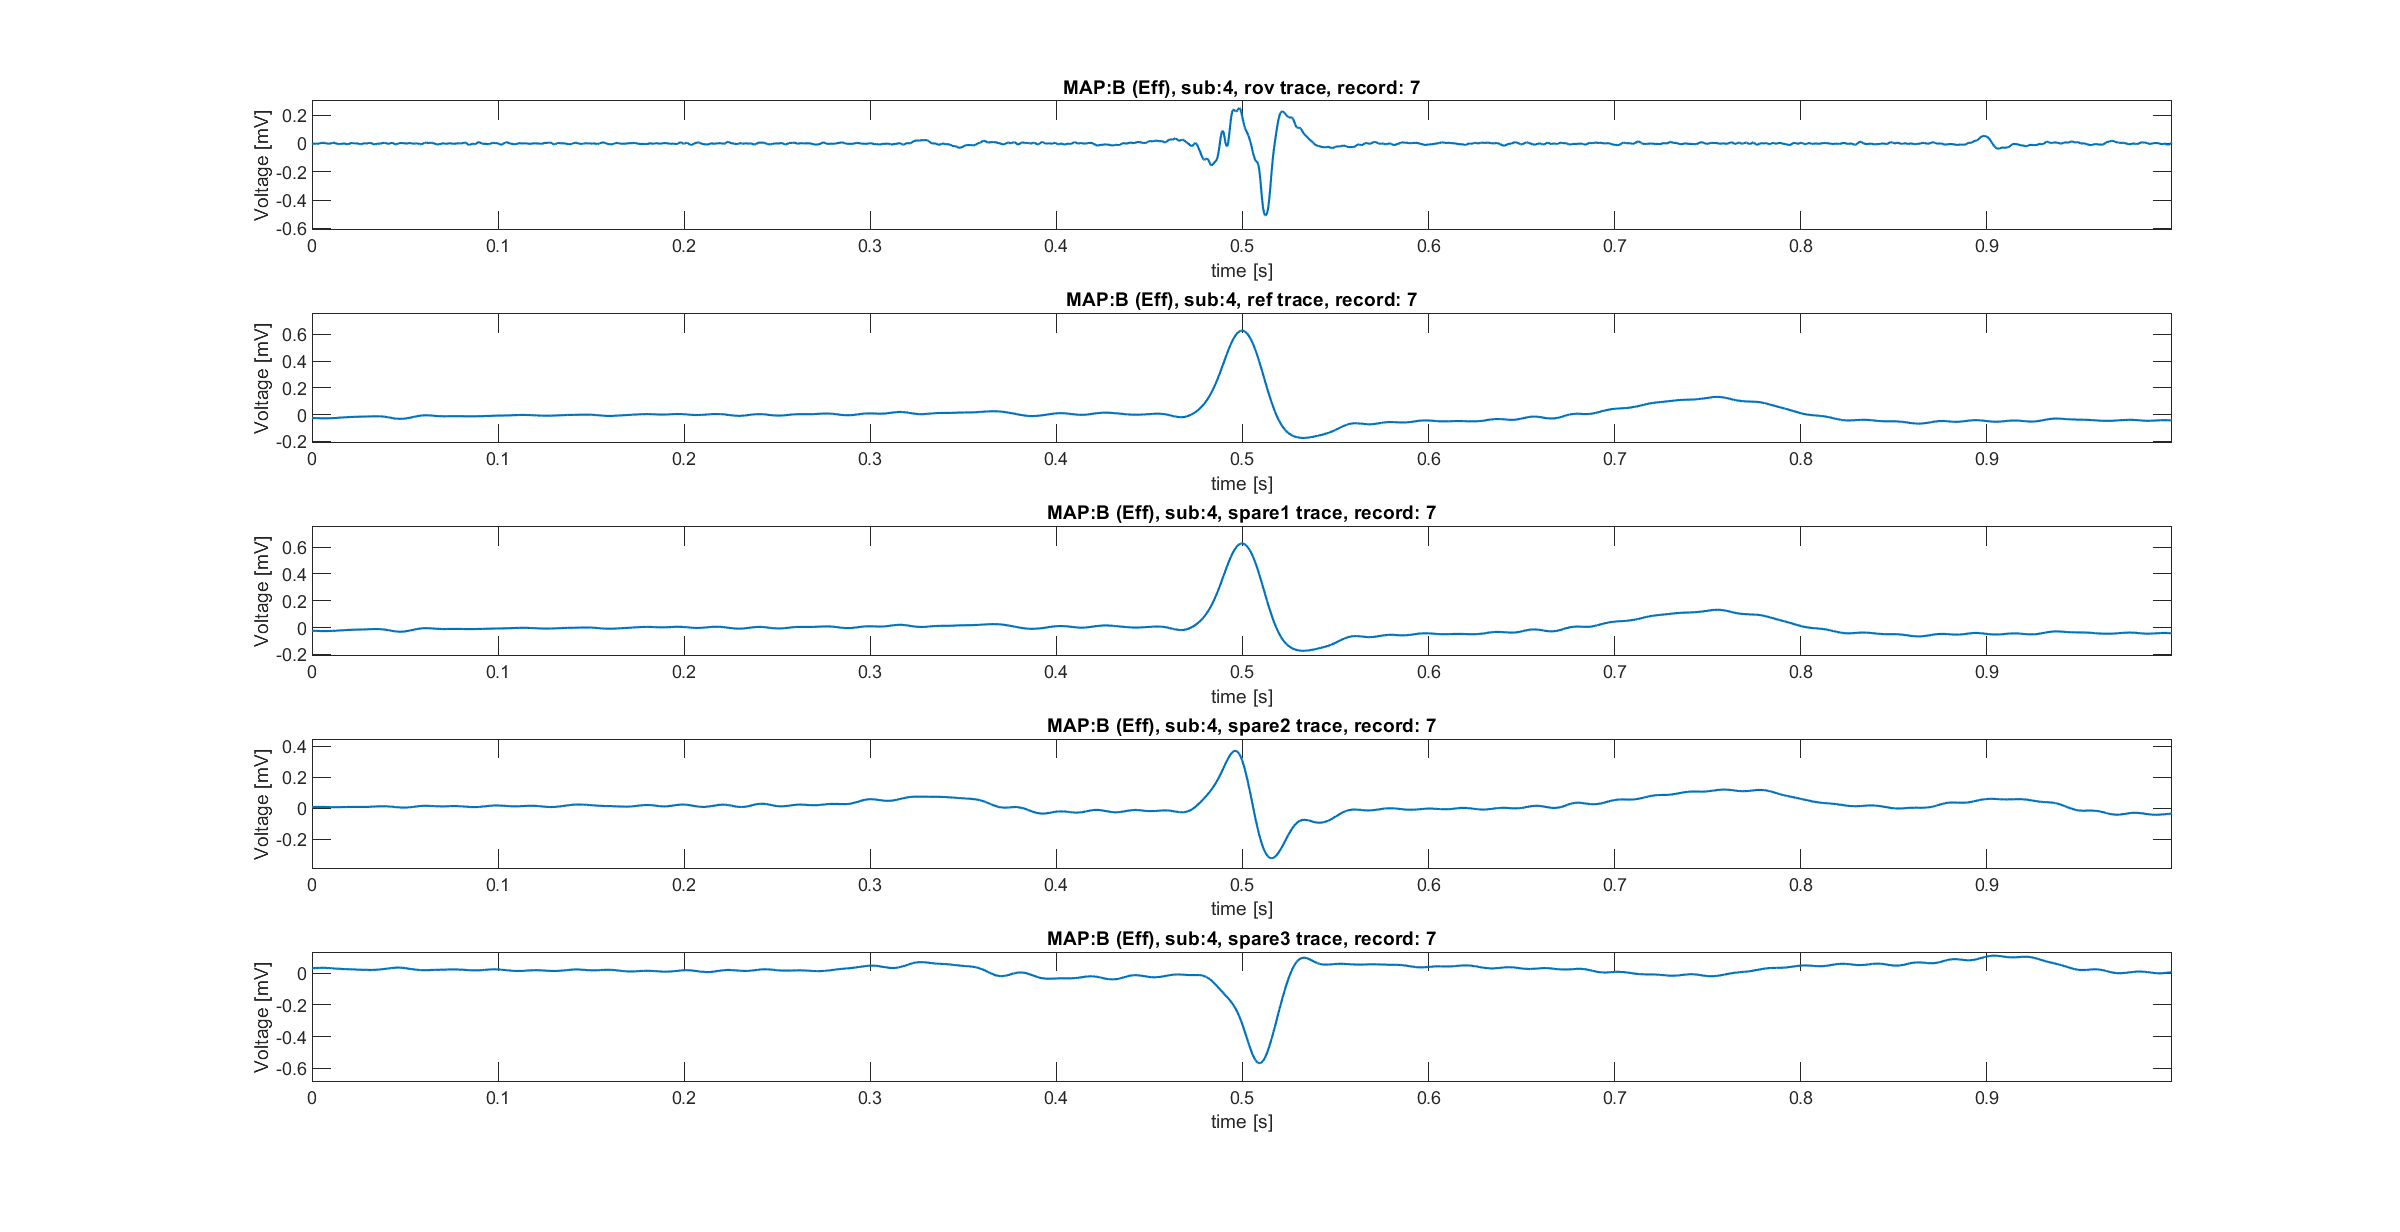 MAP:B (Eff), sub:4, rov trace, record: 7
Voltage [mV]
0.2
0
-0.2
-0.4
-0.6
0 0.1 0.2 0.3 0.4 0.5 0.6 0.7 0.8 0.9
time [s]
MAP:B (Eff), sub:4, ref trace, record: 7
Voltage [mV]
0.6
0.4
0.2
0
-0.2
0 0.1 0.2 0.3 0.4 0.5 0.6 0.7 0.8 0.9
time [s]
MAP:B (Eff), sub:4, spare1 trace, record: 7
Voltage [mV]
0.6
0.4
0.2
0
-0.2
0 0.1 0.2 0.3 0.4 0.5 0.6 0.7 0.8 0.9
time [s]
MAP:B (Eff), sub:4, spare2 trace, record: 7
Voltage [mV]
0.4
0.2
0
-0.2
0 0.1 0.2 0.3 0.4 0.5 0.6 0.7 0.8 0.9
time [s]
MAP:B (Eff), sub:4, spare3 trace, record: 7
Voltage [mV]
0
-0.2
-0.4
-0.6
0 0.1 0.2 0.3 0.4 0.5 0.6 0.7 0.8 0.9
time [s]